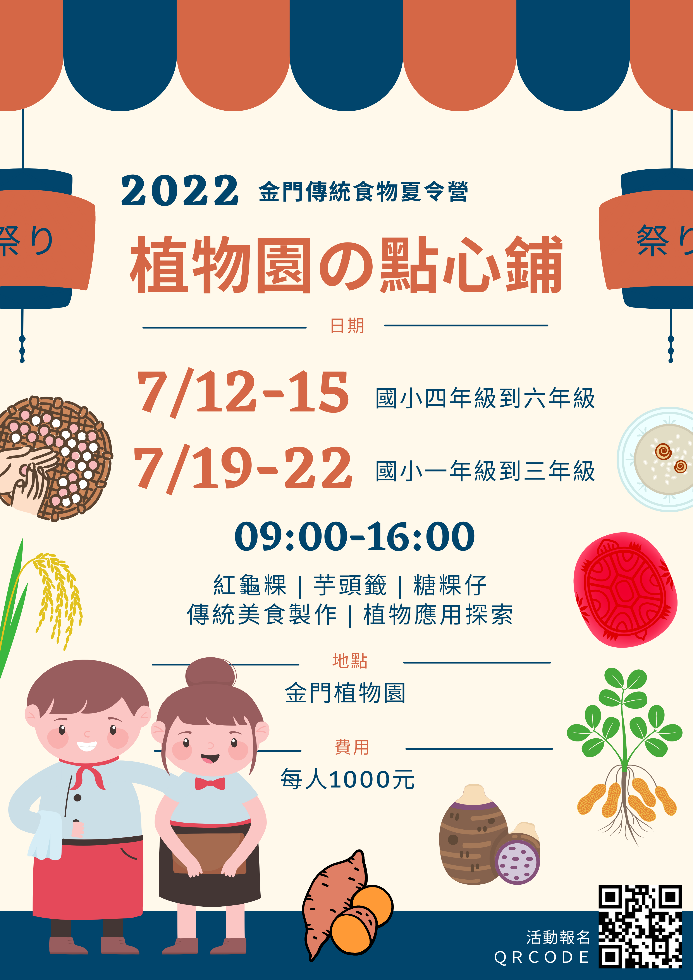 2022 金門傳統食物夏令營
祭り
植物園の點心鋪
祭り
日期
7/12-15 國小四年級到六年級
7/19-22 國小一年級到三年級
09:00-16:00
紅龜粿 | 芋頭籤 | 糖粿仔
傳統美食製作 | 植物應用探索
地點
金門植物園
費用
每人1000元
活動報名
QRCODE